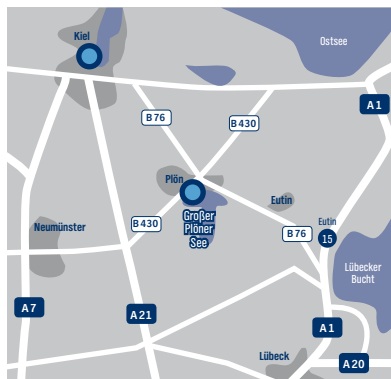 Kiel
Ostsee
A1
B76
B430
Plön
Großer
Plöner
See
Eutin
Eutin
15
Neumünster
B430
B76
Lübecker
Bucht
A7
A21
A1
Lübeck
A20